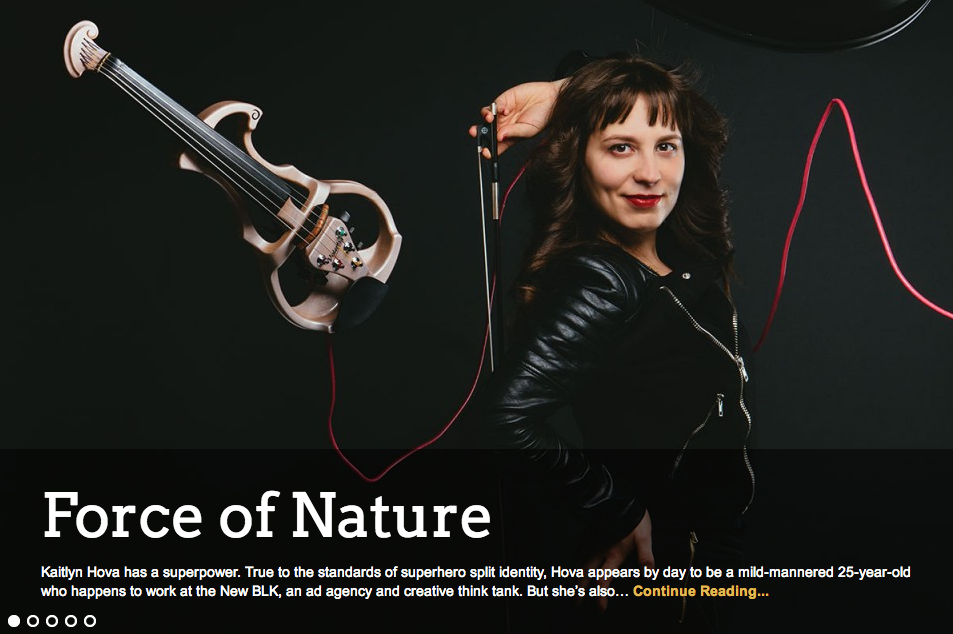 Force of Nature
Kaitlyn Hova has a superpower. True to the standards of superhero split identity, Hova appears by day to be a mild-mannered 25-year-old
who happens to work at the New BLK, an ad agency and creative think tank. But she's also… Continue Reading...